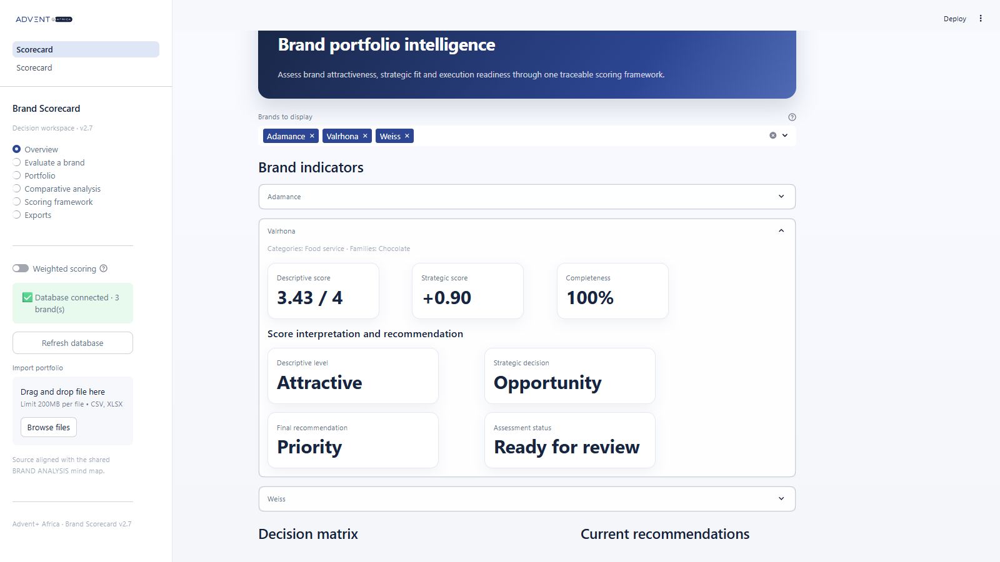 ADVENT+ AFRICA
Deploy
Scorecard
Scorecard
Brand Scorecard
Decision workspace · v2.7
Overview
Evaluate a brand
Portfolio
Comparative analysis
Scoring framework
Exports
Weighted scoring
Database connected · 3
brand(s)
Refresh database
Import portfolio
Drag and drop file here
Limit 200MB per file • CSV, XLSX
Browse files
Source aligned with the shared
BRAND ANALYSIS mind map.
Advent+ Africa · Brand Scorecard v2.7
Brand portfolio intelligence
Assess brand attractiveness, strategic fit and execution readiness through one traceable scoring framework.
Brands to display
Adamance × Valrhona × Weiss ×
Brand indicators
Adamance
Valrhona
Categories: Food service · Families: Chocolate
Descriptive score
3.43 / 4
Strategic score
+0.90
Completeness
100%
Score interpretation and recommendation
Descriptive level
Attractive
Strategic decision
Opportunity
Final recommendation
Priority
Assessment status
Ready for review
Weiss
Decision matrix
Current recommendations